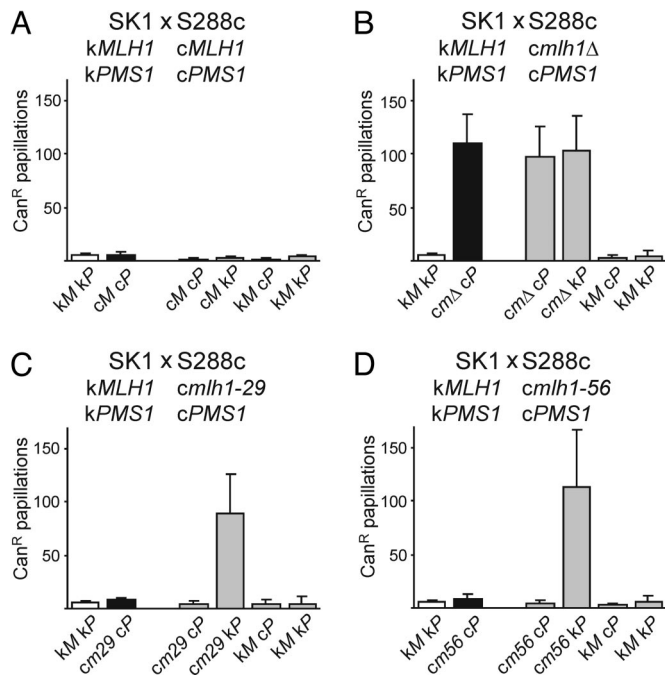 A
SK1 x S288c
kMLH1 cMLH1
kPMS1 cPMS1
CanR papillations
150
100
50
kM kP
cM cP
cM cP
cM kP
kM cP
kM kP
B
SK1 x S288c
kMLH1 cmlh1Δ
kPMS1 cPMS1
CanR papillations
150
100
50
kM kP
cmΔ cP
cmΔ cP
cmΔ kP
kM cP
kM kP
C
SK1 x S288c
kMLH1 cmlh1-29
kPMS1 cPMS1
CanR papillations
150
100
50
kM kP
cm29 cP
cm29 cP
cm29 kP
kM cP
kM kP
D
SK1 x S288c
kMLH1 cmlh1-56
kPMS1 cPMS1
CanR papillations
150
100
50
kM kP
cm56 cP
cm56 cP
cm56 kP
kM cP
kM kP